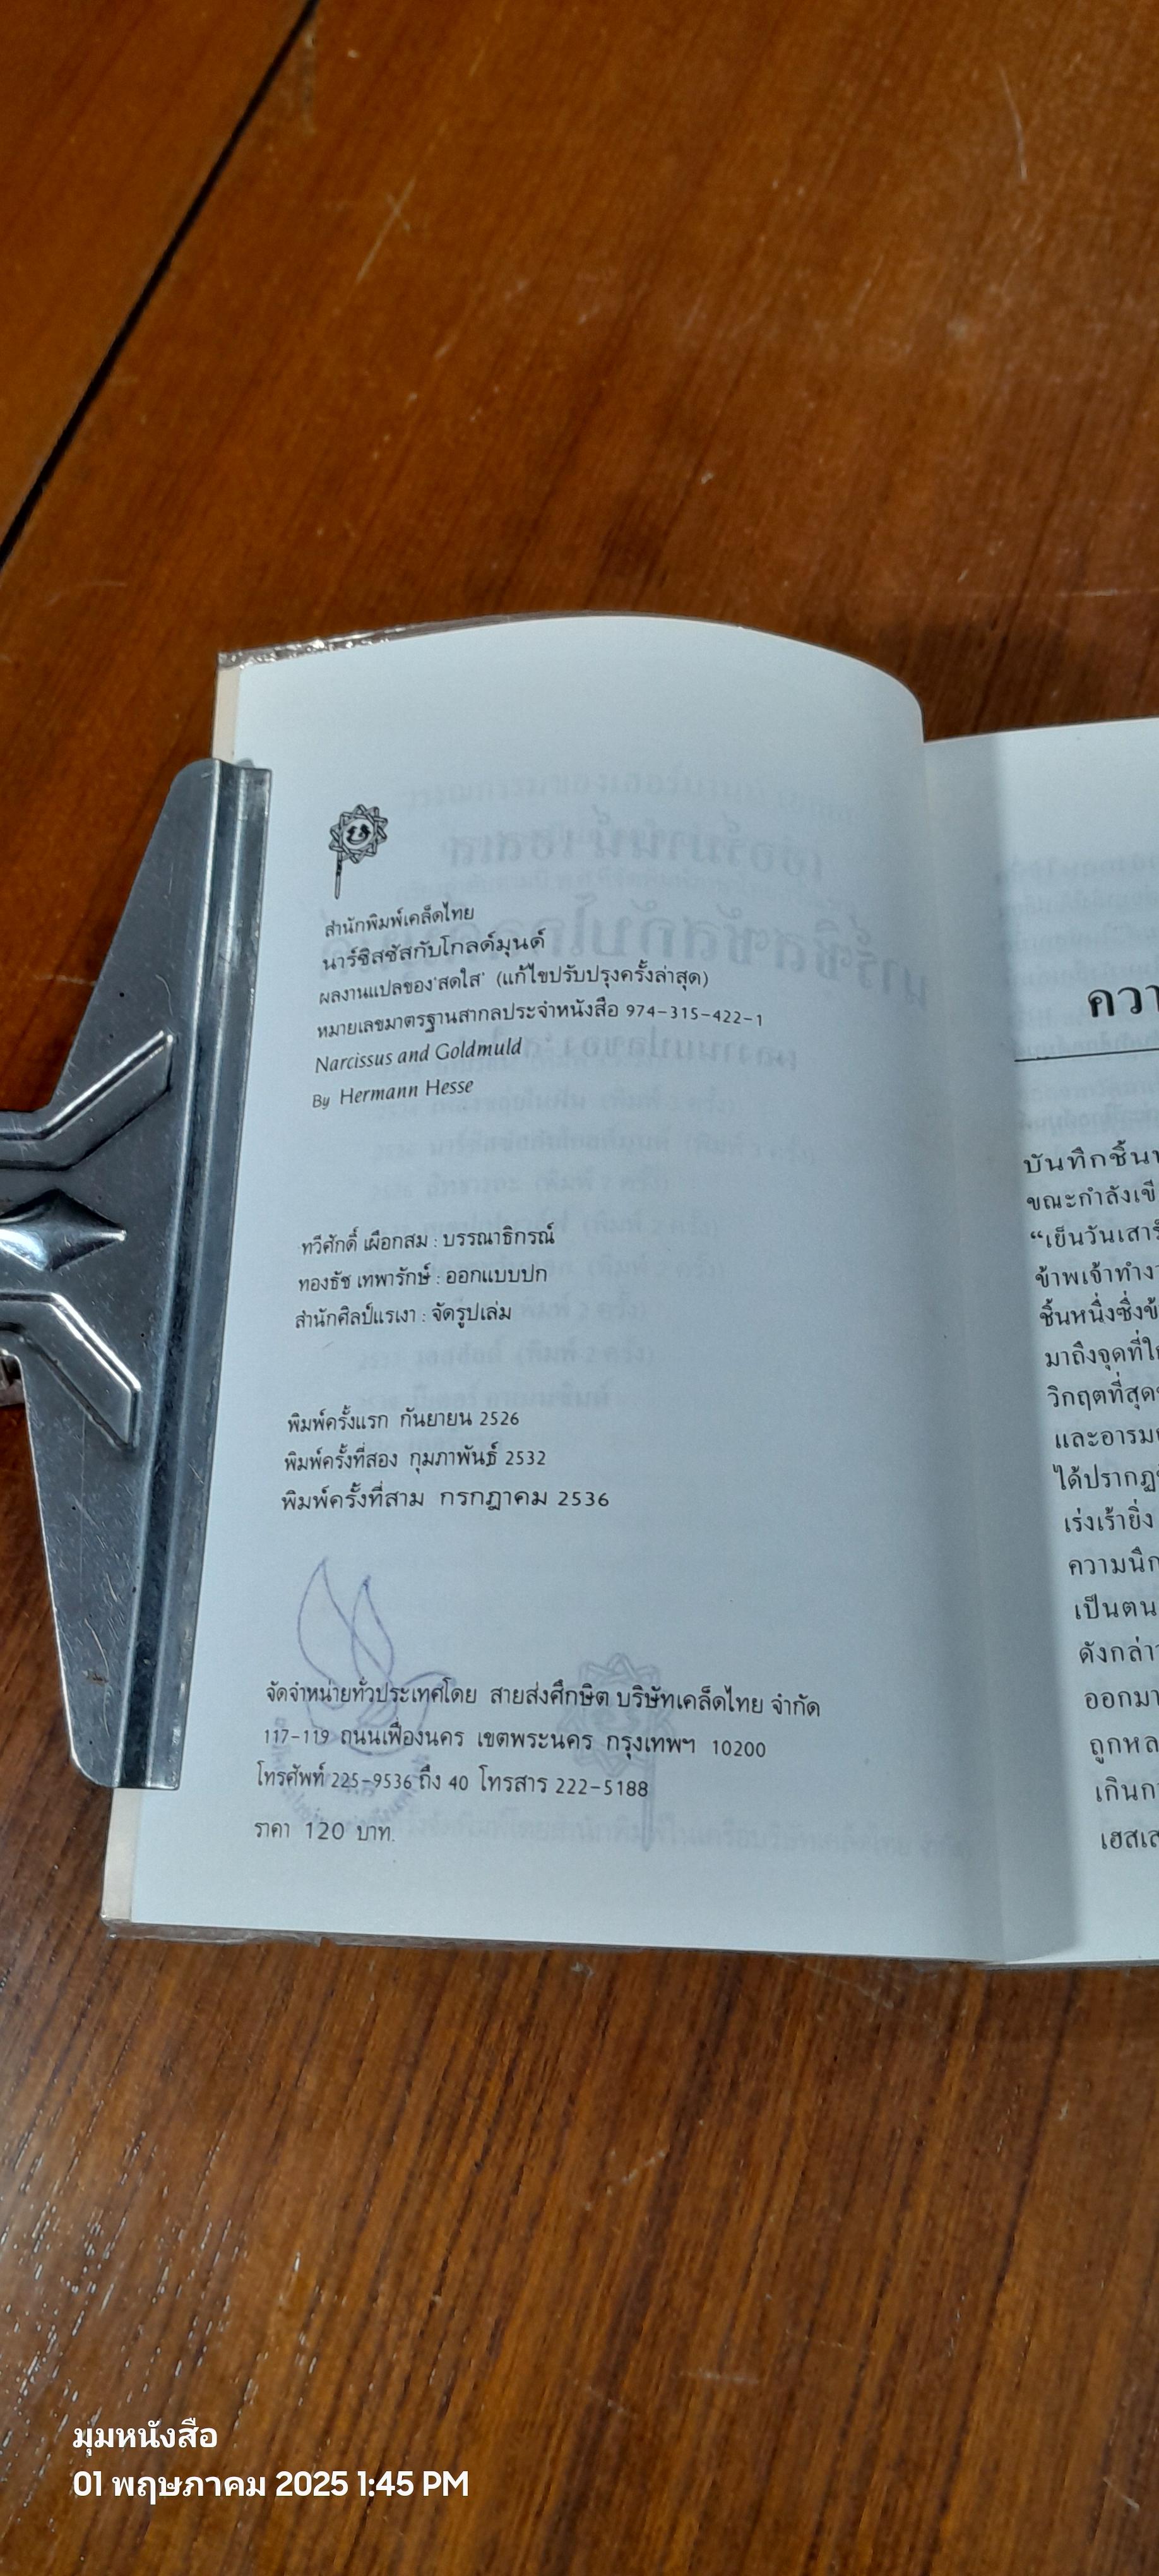 สำนักพิมพ์เคล็ดไทย
นาร์ซิสซัสกับโกลด์มุนด์
ผลงานแปลของ'สดใส' (แก้ไขปรับปรุงครั้งล่าสุด)
หมายเลขมาตรฐานสากลประจำหนังสือ 974-315-422-1
Narcissus and Goldmuld
By Hermann Hesse
ทวีศักดิ์ เผือกสม : บรรณาธิกรณ์
ทองธัช เทพารักษ์ : ออกแบบปก
สำนักศิลป์แรเงา : จัดรูปเล่ม
พิมพ์ครั้งแรก กันยายน 2526
พิมพ์ครั้งที่สอง กุมภาพันธ์ 2532
พิมพ์ครั้งที่สาม กรกฎาคม 2536
จัดจำหน่ายทั่วประเทศโดย สายส่งศึกษิต บริษัทเคล็ดไทย จำกัด
117-119 ถนนเฟื่องนคร เขตพระนคร กรุงเทพฯ 10200
โทรศัพท์ 225-9536 ถึง 40 โทรสาร 222-5188
ราคา 120 บาท.
ควา
บันทึกชิ้น
ขณะกำลังเขี
“เย็นวันเสาร์
ข้าพเจ้าทำงา
ชิ้นหนึ่งซึ่งข้
มาถึงจุดที่ใ
วิกฤตที่สุด
และอารม
ได้ปรากฏ
เร่งเร้ายิ่ง
ความนึก
เป็นตน
ดังกล่าว
ออกมา
ถูกหล
เกินก
เฮสเส
มุมหนังสือ
01 พฤษภาคม 2025 1:45 PM